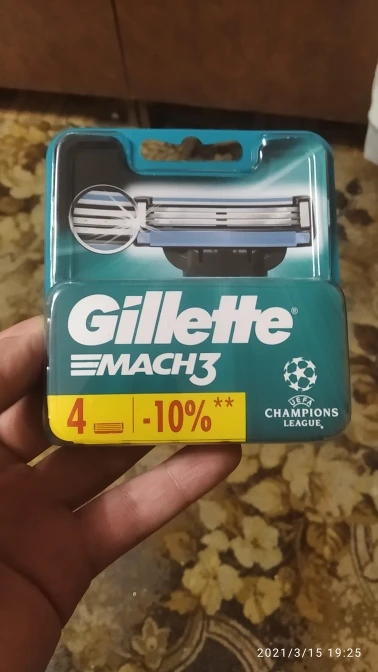 Gillette®
MACH3
4 -10%**
UEFA
CHAMPIONS
LEAGUE
2021/3/15 19:25